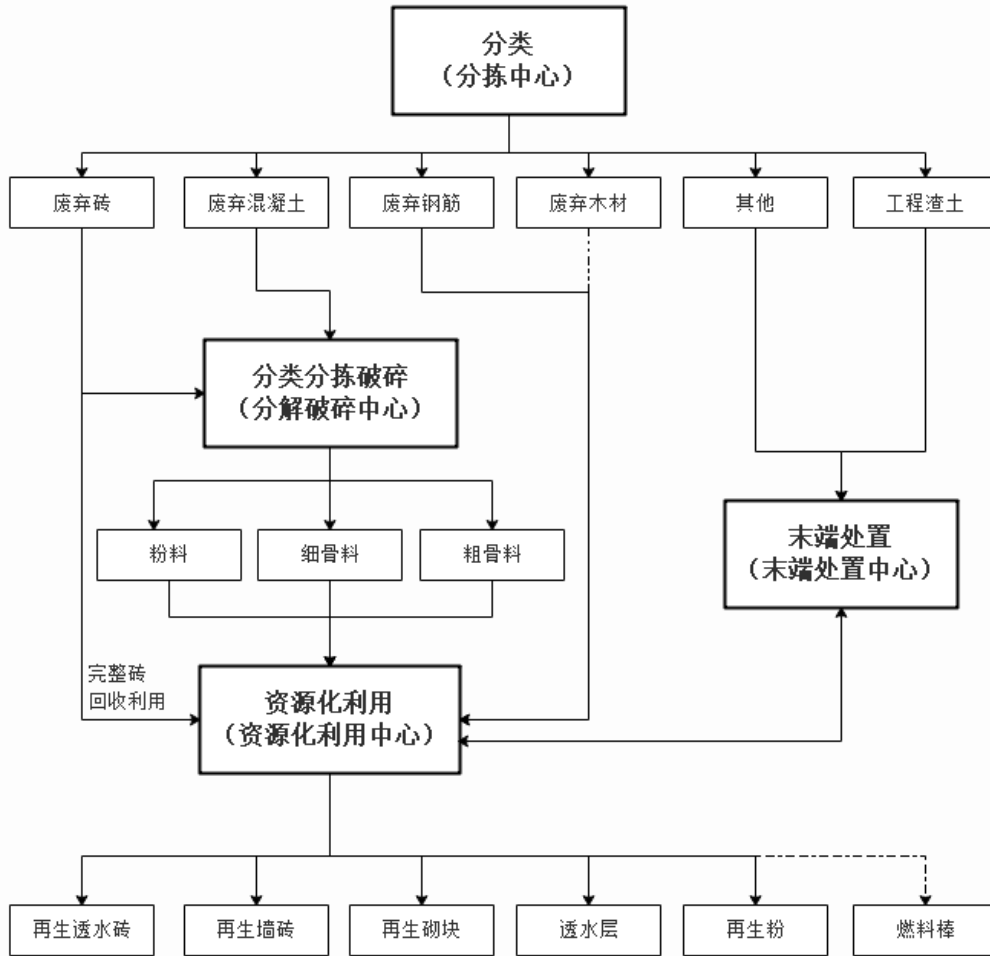 分类
（分拣中心）
废弃砖
废弃混凝土
废弃钢筋
废弃木材
其他
工程渣土
分类分拣破碎
（分解破碎中心）
粉料
细骨料
粗骨料
末端处置
（末端处置中心）
完整砖
回收利用
资源化利用
（资源化利用中心）
再生透水砖
再生墙砖
再生砌块
透水层
再生粉
燃料棒